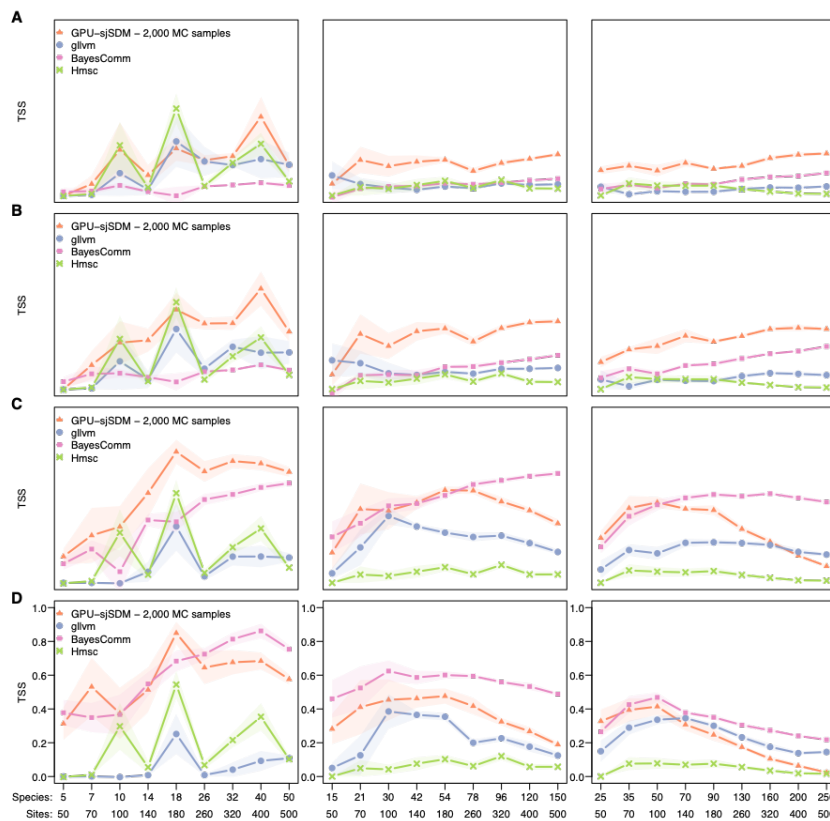 A
GPU-sjSDM – 2,000 MC samples
gllvm
BayesComm
Hmsc
TSS
B
GPU-sjSDM – 2,000 MC samples
gllvm
BayesComm
Hmsc
TSS
C
GPU-sjSDM – 2,000 MC samples
gllvm
BayesComm
Hmsc
TSS
D
GPU-sjSDM – 2,000 MC samples
gllvm
BayesComm
Hmsc
TSS
1.0 1.0 1.0
0.8 0.8 0.8
0.6 0.6 0.6
0.4 0.4 0.4
0.2 0.2 0.2
0.0 0.0 0.0
Species: 5 7 10 14 18 26 32 40 50 15 21 30 42 54 78 96 120 150 25 35 50 70 90 130 160 200
Sites: 50 70 100 140 180 260 320 400 500 50 70 100 140 180 260 320 400 500 50 70 100 140 180 260 320 400